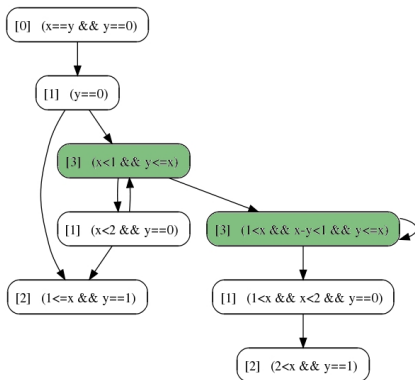 [0] (x==y && y==0)
[1] (y==0)
[3] (x<1 && y<=x)
[1] (x<2 && y==0)
[3] (1<x && x-y<1 && y<=x)
[2] (1<=x && y==1)
[1] (1<x && x<2 && y==0)
[2] (2<x && y==1)